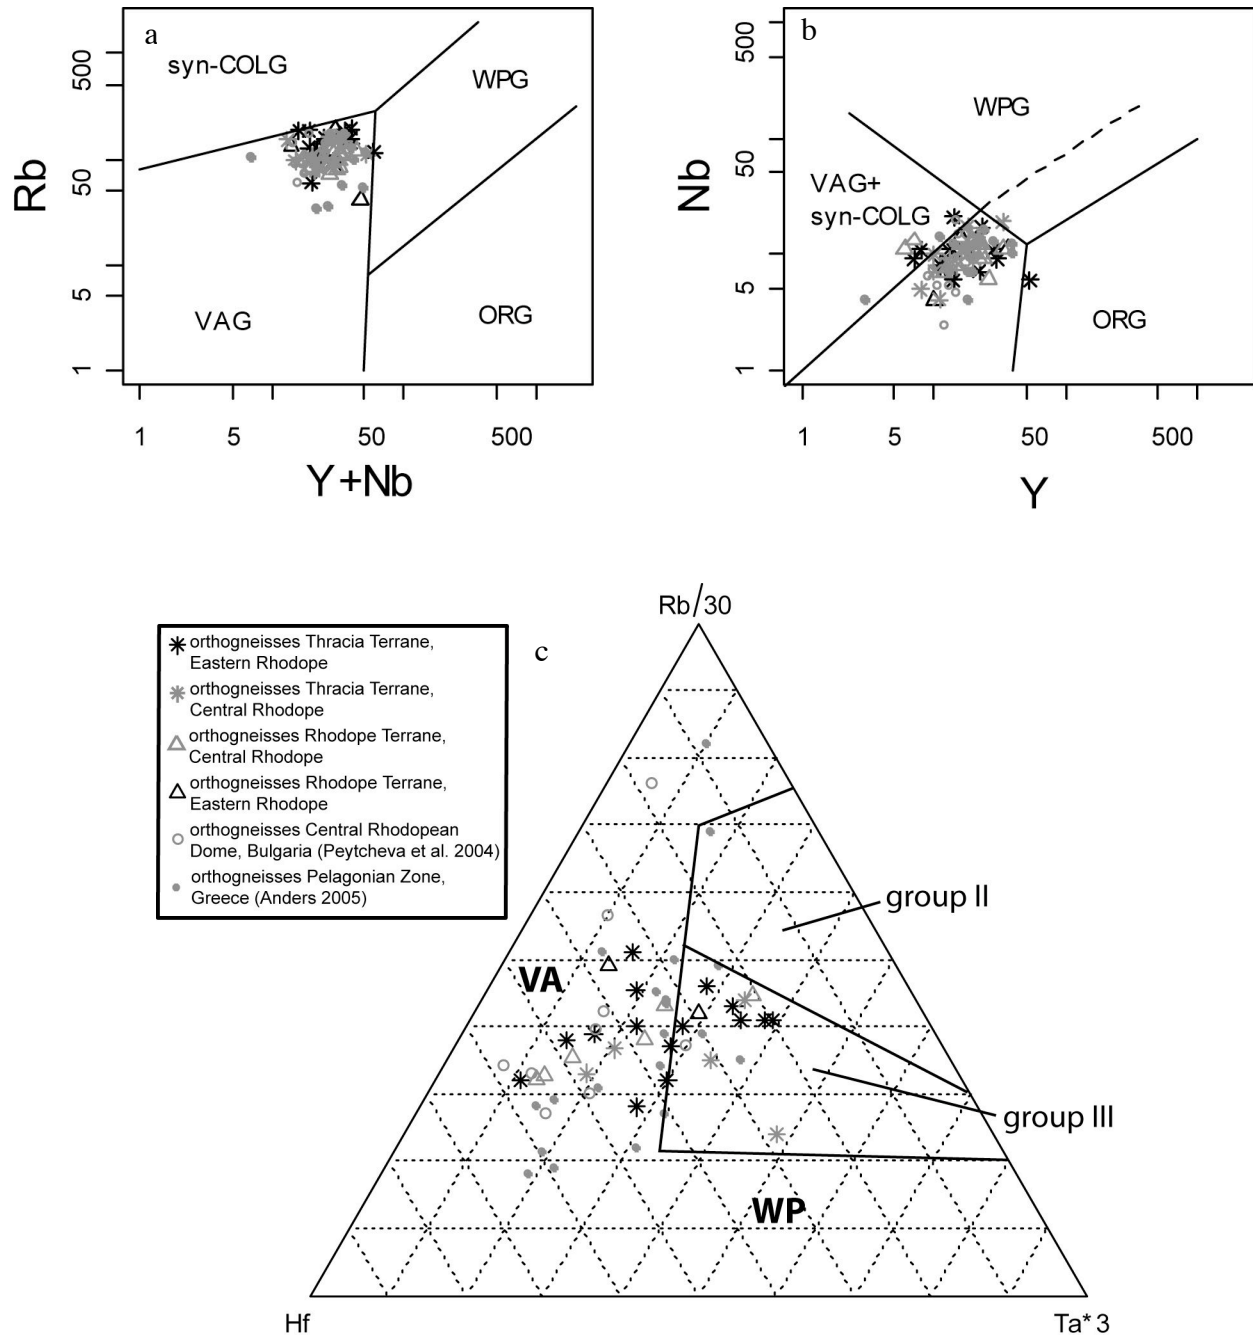 a
syn-COLG
WPG
VAG
ORG
Rb
500
50
5
1
1 5 50 500
Y+Nb
b
WPG
VAG+
syn-COLG
ORG
Nb
500
50
5
1
1 5 50 500
Y
c
orthogneisses Thracia Terrane,
Eastern Rhodope
orthogneisses Thracia Terrane,
Central Rhodope
orthogneisses Rhodope Terrane,
Central Rhodope
orthogneisses Rhodope Terrane,
Eastern Rhodope
orthogneisses Central Rhodopean
Dome, Bulgaria (Peytcheva et al. 2004)
orthogneisses Pelagonian Zone,
Greece (Anders 2005)
Rb/30
group II
VA
group III
WP
Hf
Ta*3